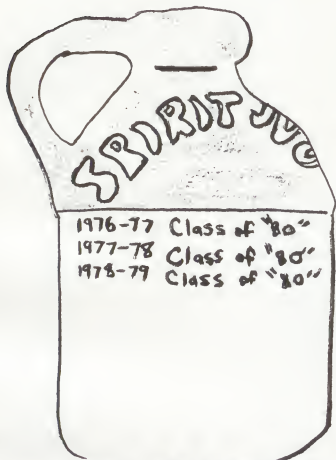 SPIRIT JUG
1976-77 Class of "80"
1977-78 Class of "80"
1978-79 Class of "80"